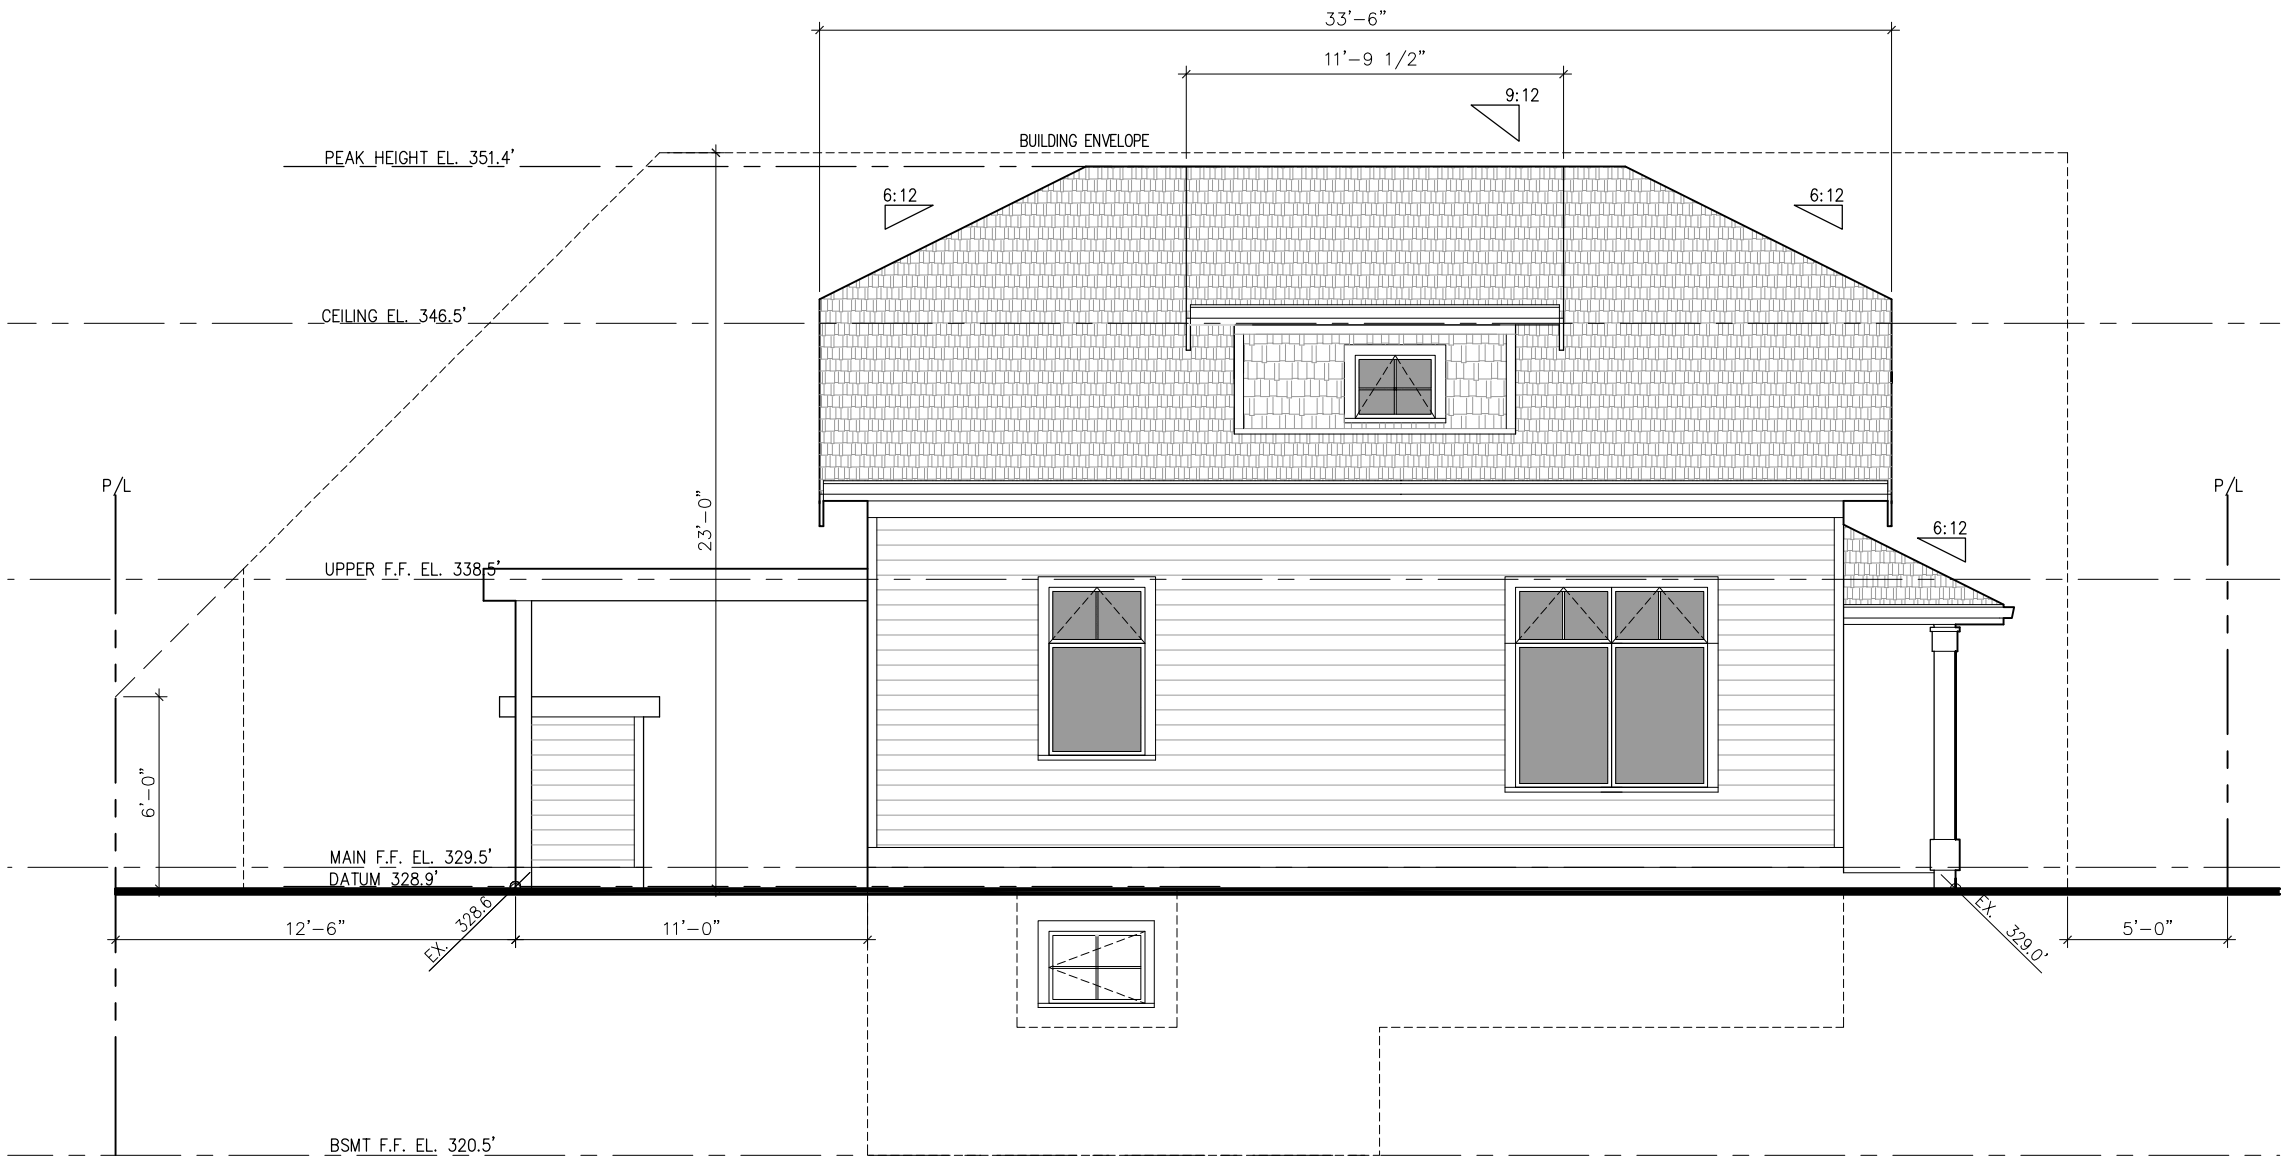 33'-6"
11'-9 1/2"
9:12
BUILDING ENVELOPE
PEAK HEIGHT EL. 351.4'
6:12
6:12
CEILING EL. 346.5'
P/L
P/L
23'-0"
6:12
UPPER F.F. EL. 338.5'
6'-0"
MAIN F.F. EL. 329.5'
DATUM 328.9'
EX. 328.6'
EX. 329.0'
12'-6"
11'-0"
5'-0"
BSMT F.F. EL. 320.5'